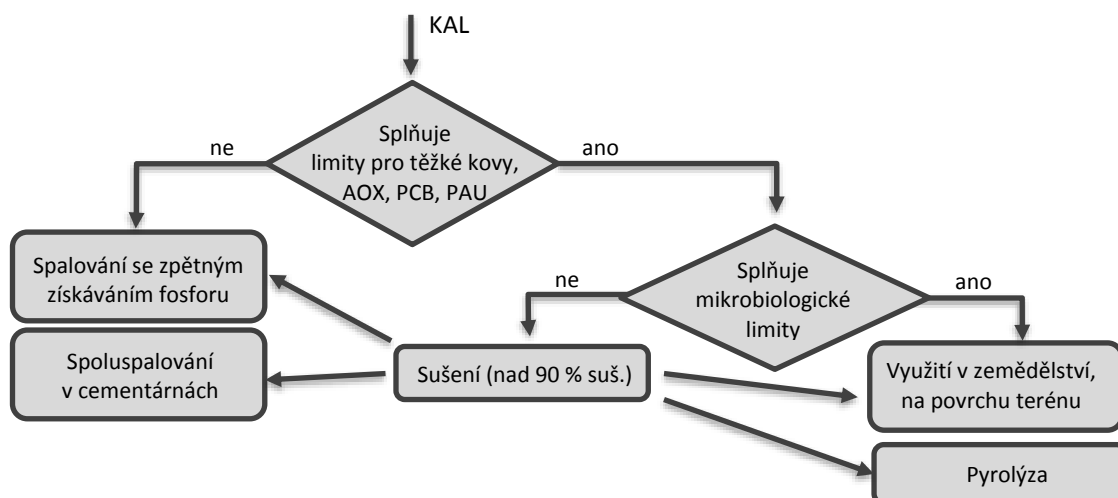 KAL
Splňuje
limity pro těžké kovy,
AOX, PCB, PAU
ne
ano
Spalování se zpětným
získáváním fosforu
Splňuje
mikrobiologické
limity
ne
ano
Spoluspalování
v cementárnách
Sušení (nad 90 % suš.)
Využití v zemědělství,
na povrchu terénu
Pyrolýza